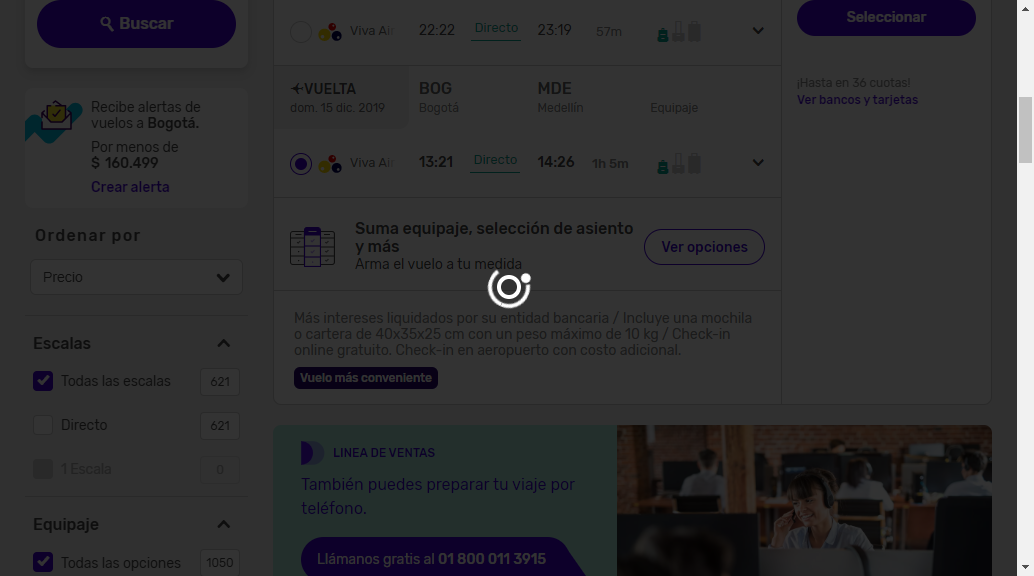 Buscar
Recibe alertas de
vuelos a Bogotá.
Por menos de
$ 160.499
Crear alerta
Ordenar por
Precio
Escalas
Todas las escalas 621
Directo 621
1 Escala 0
Equipaje
Todas las opciones 1050
Viva Air 22:22 Directo 23:19 57m
VUELTA BOG MDE
dom. 15 dic. 2019 Bogotá Medellín Equipaje
Viva Air 13:21 Directo 14:26 1h 5m
Suma equipaje, selección de asiento
y más
Arma el vuelo a tu medida
Ver opciones
Más intereses liquidados por su entidad bancaria / Incluye una mochila
o cartera de 40x35x25 cm con un peso máximo de 10 kg / Check-in
online gratuito. Check-in en aeropuerto con costo adicional.
Vuelo más conveniente
Seleccionar
¡Hasta en 36 cuotas!
Ver bancos y tarjetas
LINEA DE VENTAS
También puedes preparar tu viaje por
teléfono.
Llámanos gratis al 01 800 011 3915